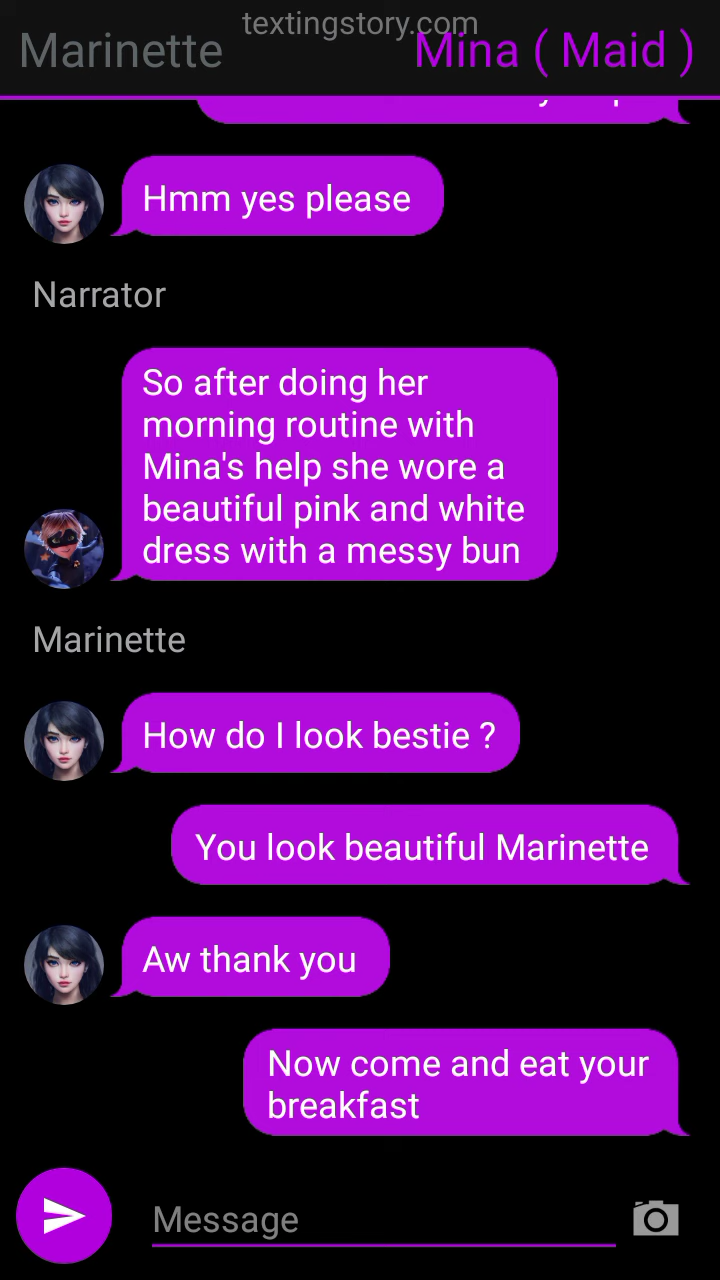 textingstory.com
Marinette
Mina ( Maid )
Hmm yes please
Narrator
So after doing her
morning routine with
Mina's help she wore a
beautiful pink and white
dress with a messy bun
Marinette
How do I look bestie ?
You look beautiful Marinette
Aw thank you
Now come and eat your
breakfast
Message